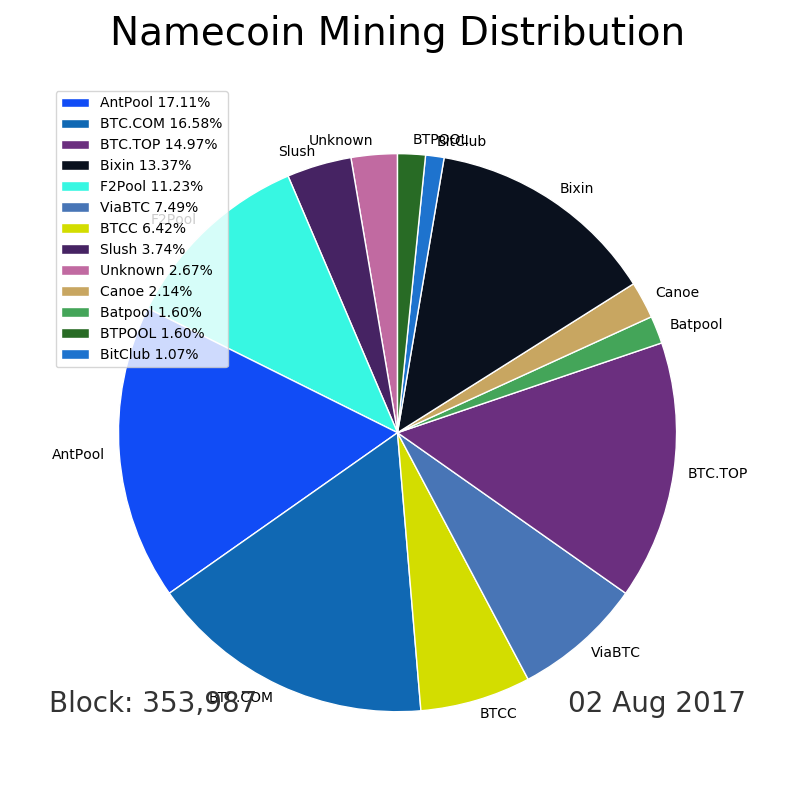 Namecoin Mining Distribution
AntPool 17.11%
BTC.COM 16.58%
BTC.TOP 14.97%
Bixin 13.37%
F2Pool 11.23%
ViaBTC 7.49%
BTCC 6.42%
Slush 3.74%
Unknown 2.67%
Canoe 2.14%
Batpool 1.60%
BTPOOL 1.60%
BitClub 1.07%
Unknown
Slush
BTPOOL
BitClub
Bixin
F2Pool
Canoe
Batpool
AntPool
BTC.TOP
ViaBTC
BTC.COM
BTCC
Block: 353,987
02 Aug 2017